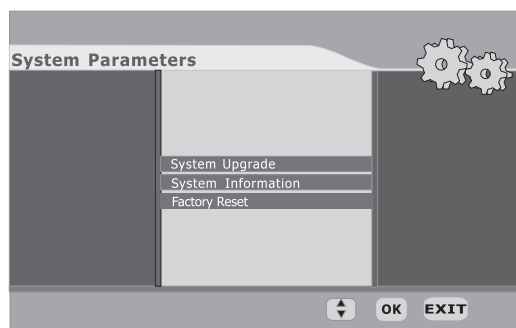 System Parameters
System Upgrade
System Information
Factory Reset
OK EXIT